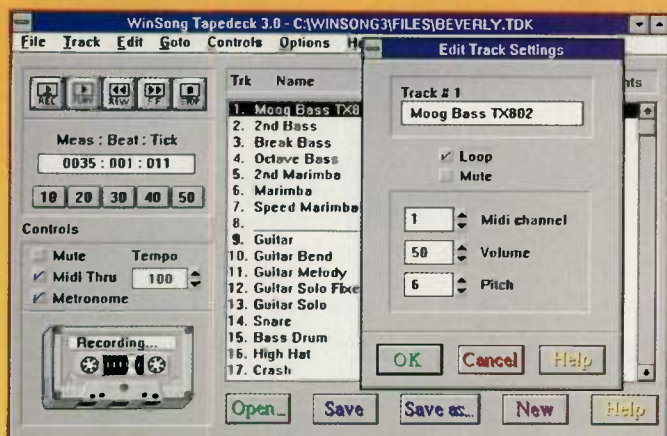 WinSong Tapedeck 3.0 - C:\WINSONG3\FILES\BEVERLY.TDK
File Track Edit Goto Controls Options
REC PLAY REW FF
Meas : Beat : Tick
0035 : 001 : 011
10 20 30 40 50
Controls
Mute Tempo
Midi Thru 100
Metronome
Recording...
Trk Name
1. Moog Bass TX8
2. 2nd Bass
3. Break Bass
4. Octave Bass
5. 2nd Marimba
6. Marimba
7. Speed Marimba
8.
9. Guitar
10. Guitar Bend
11. Guitar Melody
12. Guitar Solo
13. Guitar Solo
14. Snare
15. Bass Drum
16. High Hat
17. Crash
Open... Save Save as... New Help
Edit Track Settings
Track # 1
Moog Bass TX802
Loop
Mute
1 Midi channel
50 Volume
6 Pitch
OK Cancel Help